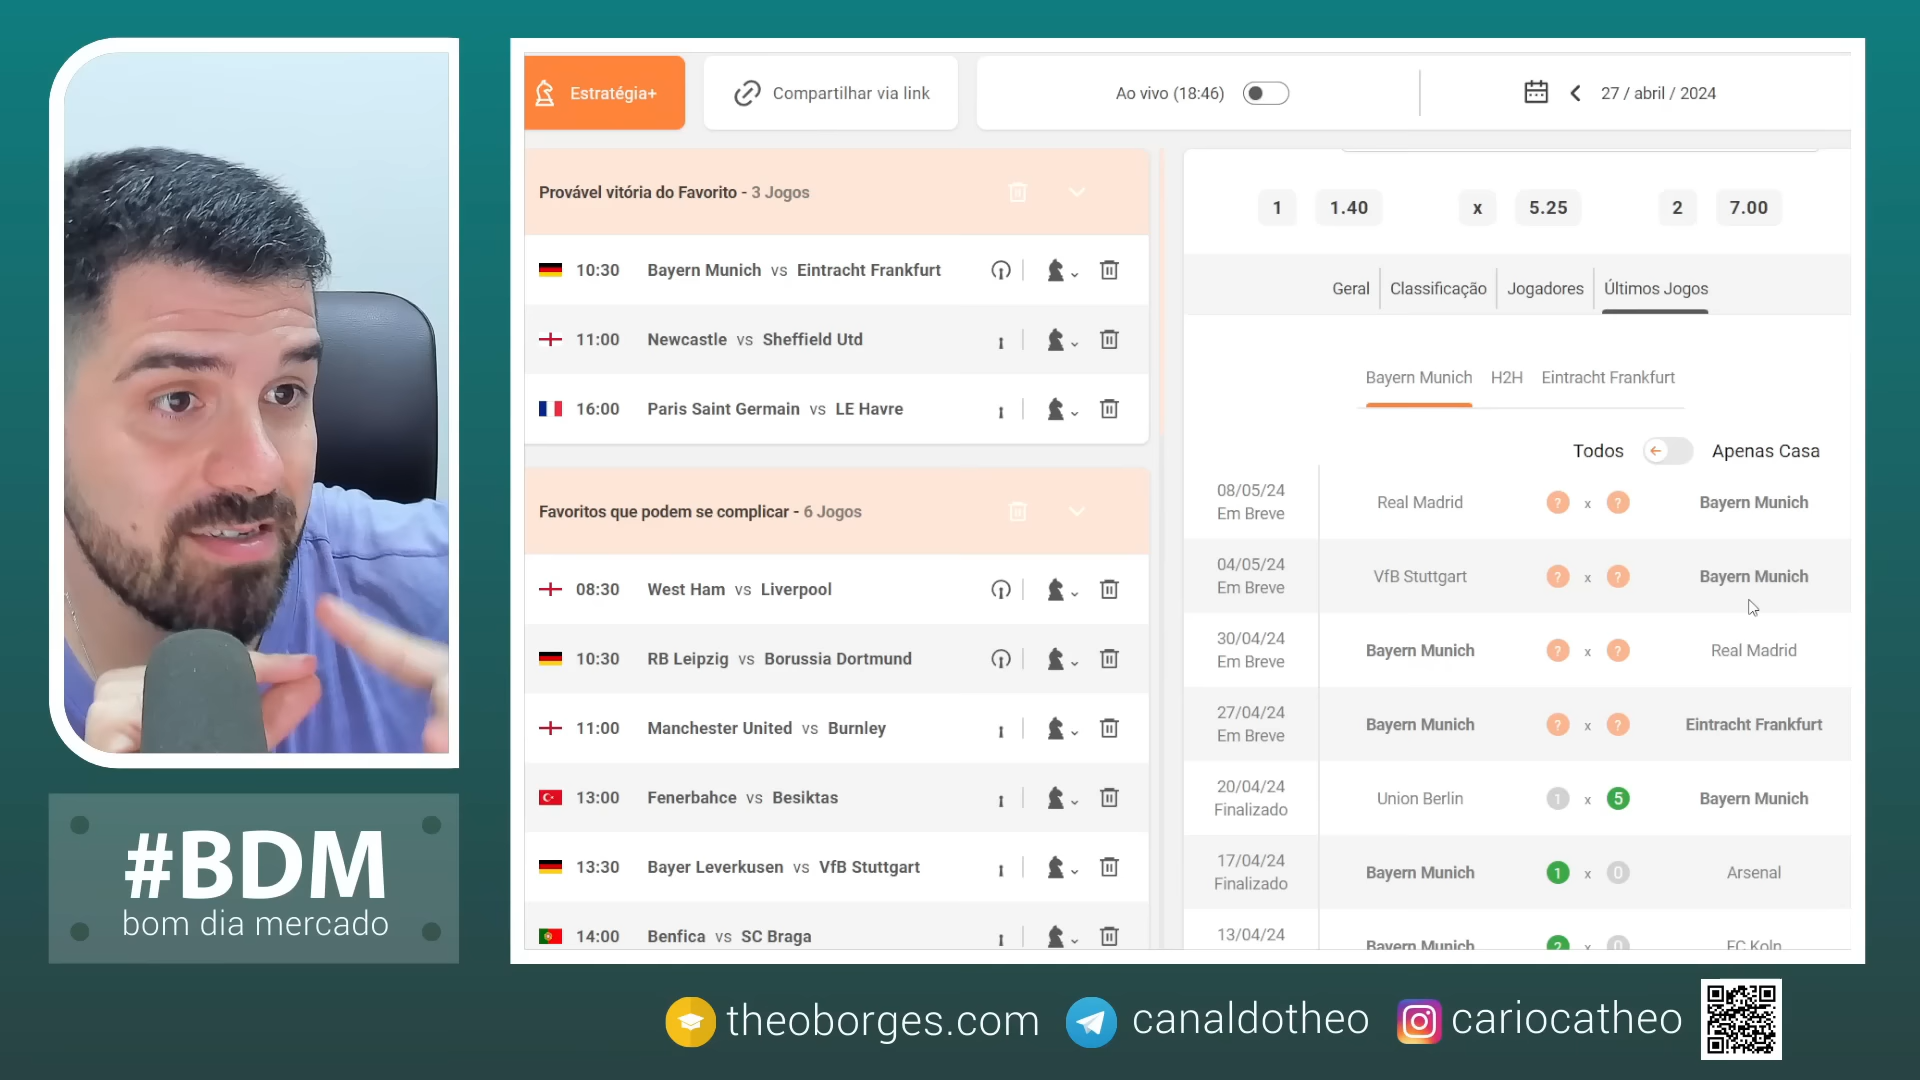 Estratégia+
Compartilhar via link
Ao vivo (18:46)
27 / abril / 2024
Provável vitória do Favorito - 3 Jogos
10:30 Bayern Munich vs Eintracht Frankfurt
11:00 Newcastle vs Sheffield Utd
16:00 Paris Saint Germain vs LE Havre
Favoritos que podem se complicar - 6 Jogos
08:30 West Ham vs Liverpool
10:30 RB Leipzig vs Borussia Dortmund
11:00 Manchester United vs Burnley
13:00 Fenerbahce vs Besiktas
13:30 Bayer Leverkusen vs VfB Stuttgart
14:00 Benfica vs SC Braga
1 1.40 x 5.25 2 7.00
Geral Classificação Jogadores Últimos Jogos
Bayern Munich H2H Eintracht Frankfurt
Todos Apenas Casa
08/05/24
Em Breve
Real Madrid ? x ? Bayern Munich
04/05/24
Em Breve
VfB Stuttgart ? x ? Bayern Munich
30/04/24
Em Breve
Bayern Munich ? x ? Real Madrid
27/04/24
Em Breve
Bayern Munich ? x ? Eintracht Frankfurt
20/04/24
Finalizado
Union Berlin 1 x 5 Bayern Munich
17/04/24
Finalizado
Bayern Munich 1 x 0 Arsenal
13/04/24
Bayern Munich 2 x 0 FC Koln
#BDM
bom dia mercado
theoborges.com
canaldotheo
cariocatheo